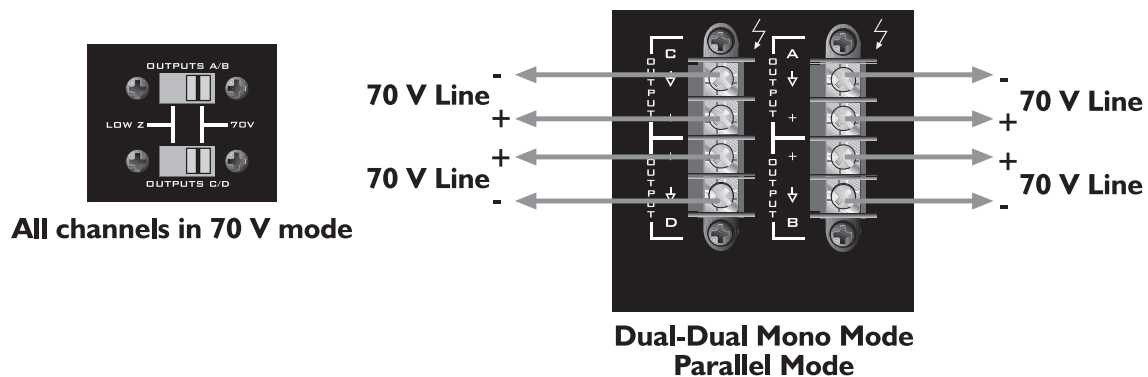 OUTPUTS A/B
LOW Z
70V
OUTPUTS C/D
All channels in 70 V mode
-
70 V Line
+
+
70 V Line
-
C
OUTPUT
+
+
OUTPUT
D
A
OUTPUT
+
+
OUTPUT
B
-
70 V Line
+
+
70 V Line
-
Dual-Dual Mono Mode
Parallel Mode